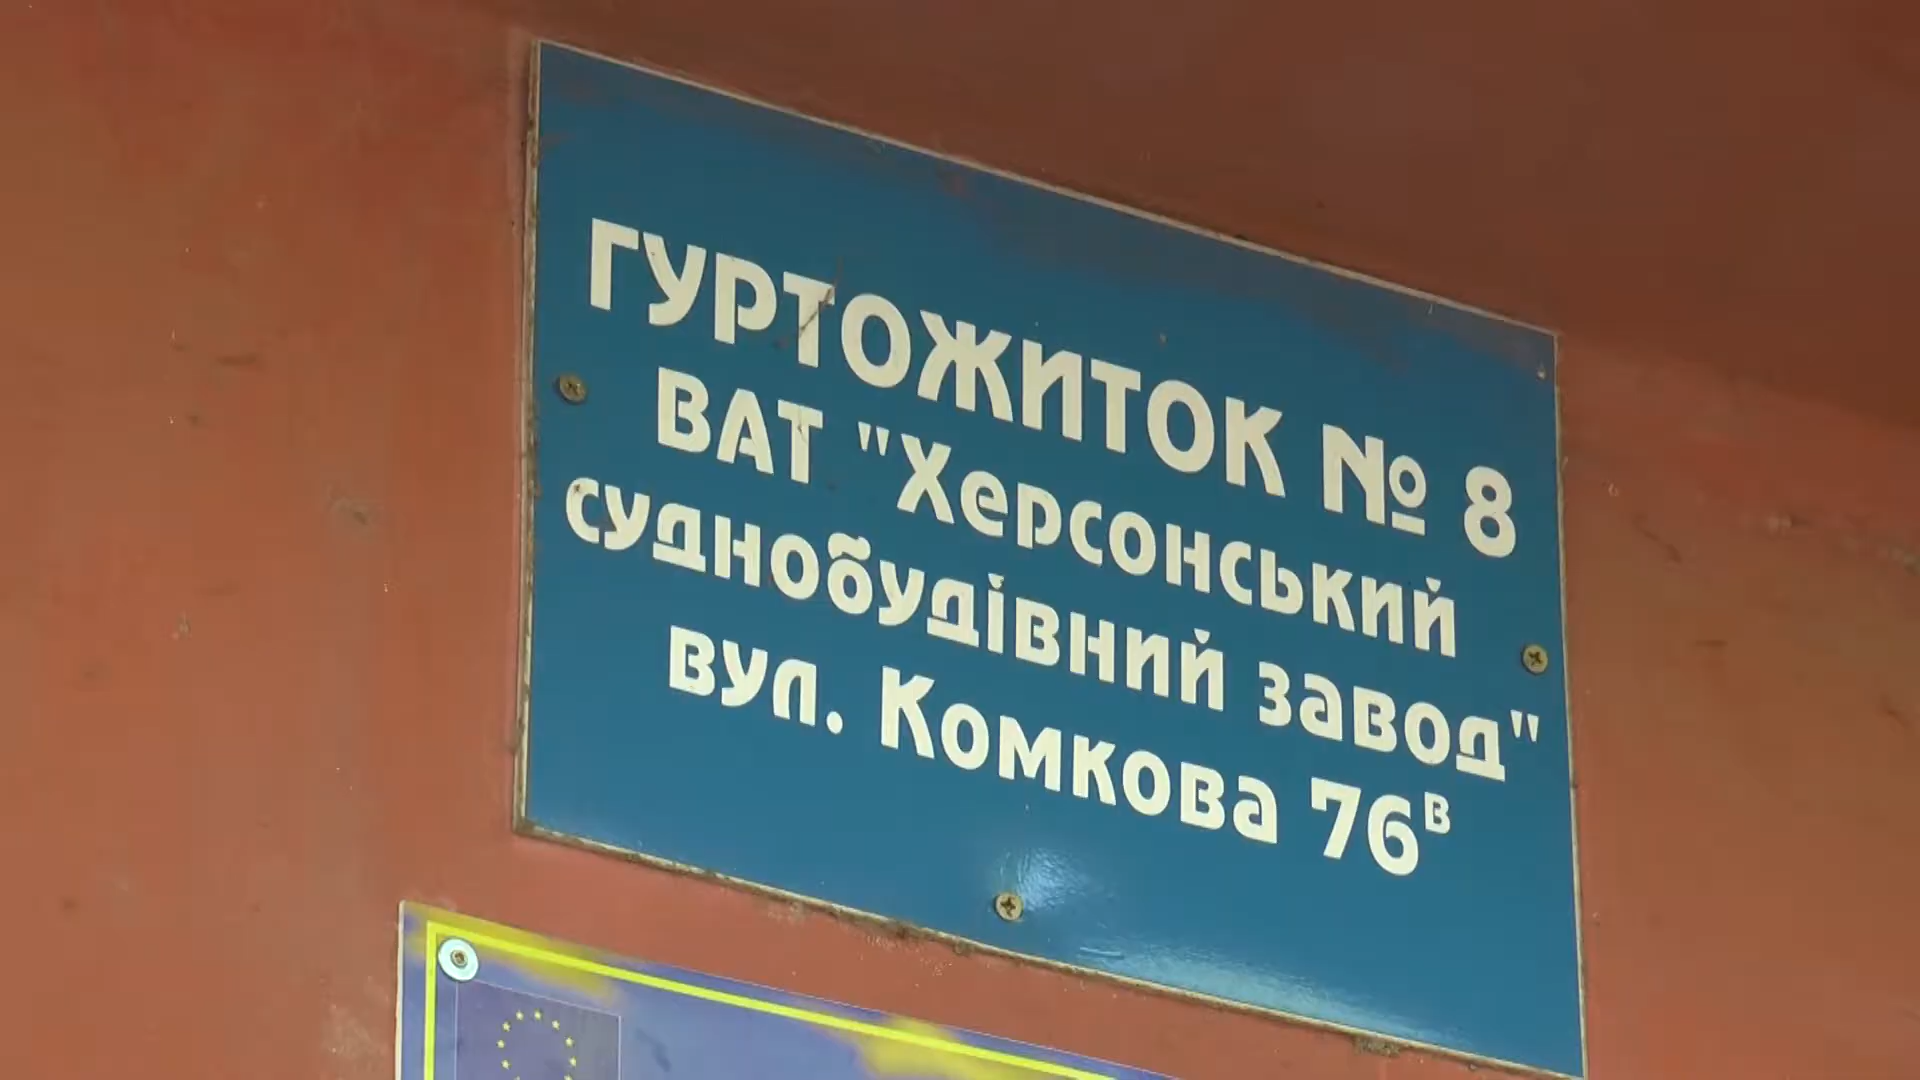 ГУРТОЖИТОК № 8
ВАТ "Херсонський
суднобудівний завод"
вул. Комкова 76в